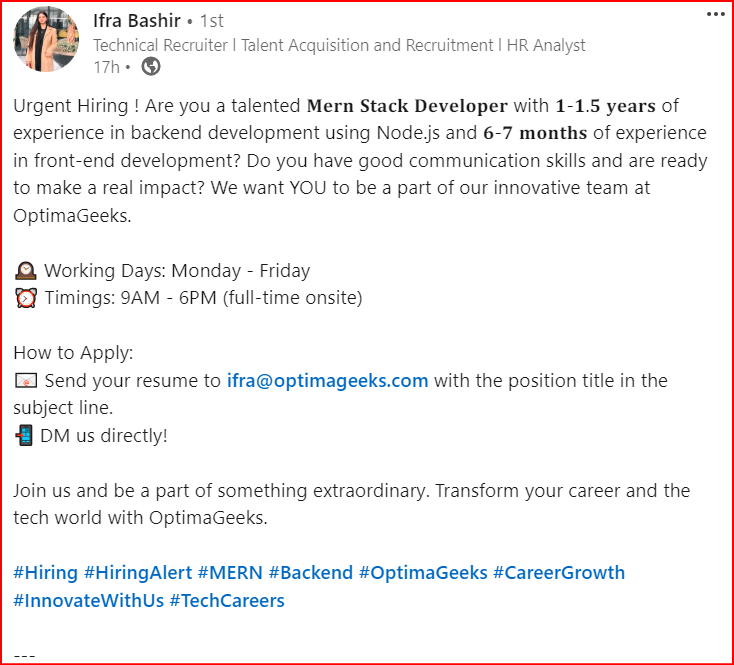 Ifra Bashir • 1st
Technical Recruiter l Talent Acquisition and Recruitment l HR Analyst
17h •
Urgent Hiring ! Are you a talented 𝐌𝐞𝐫𝐧 𝐒𝐭𝐚𝐜𝐤 𝐃𝐞𝐯𝐞𝐥𝐨𝐩𝐞𝐫 with 𝟏-𝟏.𝟓 𝐲𝐞𝐚𝐫𝐬 of
experience in backend development using Node.js and 𝟔-𝟕 𝐦𝐨𝐧𝐭𝐡𝐬 of experience
in front-end development? Do you have good communication skills and are ready
to make a real impact? We want YOU to be a part of our innovative team at
OptimaGeeks.
🕰️ Working Days: Monday - Friday
⏰ Timings: 9AM - 6PM (full-time onsite)
How to Apply:
📧 Send your resume to ifra@optimageeks.com with the position title in the
subject line.
📲 DM us directly!
Join us and be a part of something extraordinary. Transform your career and the
tech world with OptimaGeeks.
#Hiring #HiringAlert #MERN #Backend #OptimaGeeks #CareerGrowth
#InnovateWithUs #TechCareers
---